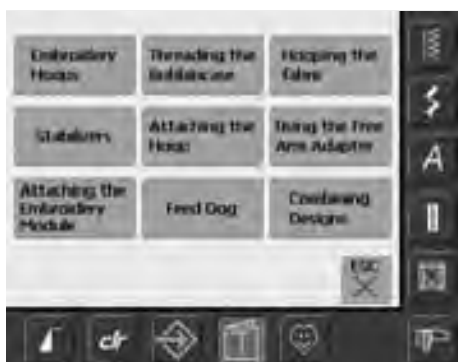 Embroidery
Hoops
Threading the
Bobbincase
Hooping the
Fabric
Stabilizers
Attaching the
Hoop
Using the Free
Arm Adapter
Attaching the
Embroidery
Module
Feed Dog
Combining
Designs
ESC
A
clr